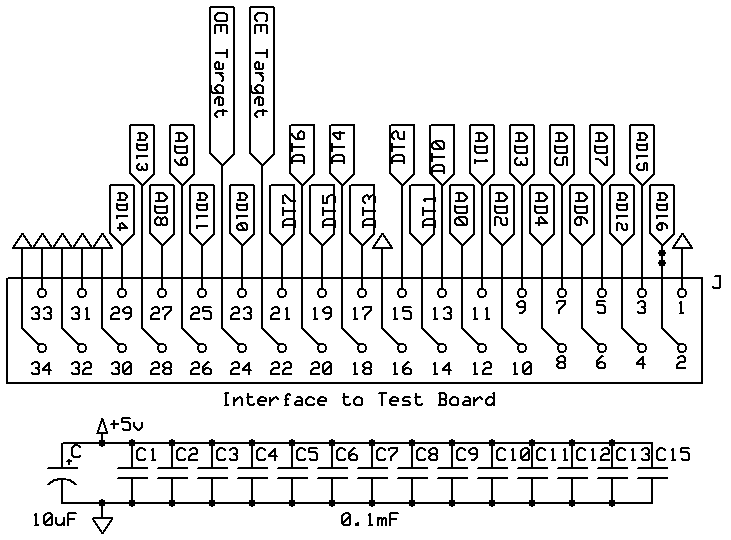 OE Target
CE Target
AD13
AD9
DT6
DT4
DT2
DT0
AD1
AD3
AD5
AD7
AD15
AD14
AD8
AD11
AD10
DT7
DT5
DT3
DT1
AD0
AD2
AD4
AD6
AD12
AD16
J
33 31 29 27 25 23 21 19 17 15 13 11 9 7 5 3 1
34 32 30 28 26 24 22 20 18 16 14 12 10 8 6 4 2
Interface to Test Board
+5v
+ C C1 C2 C3 C4 C5 C6 C7 C8 C9 C10 C11 C12 C13 C15
10uF 0.1mF